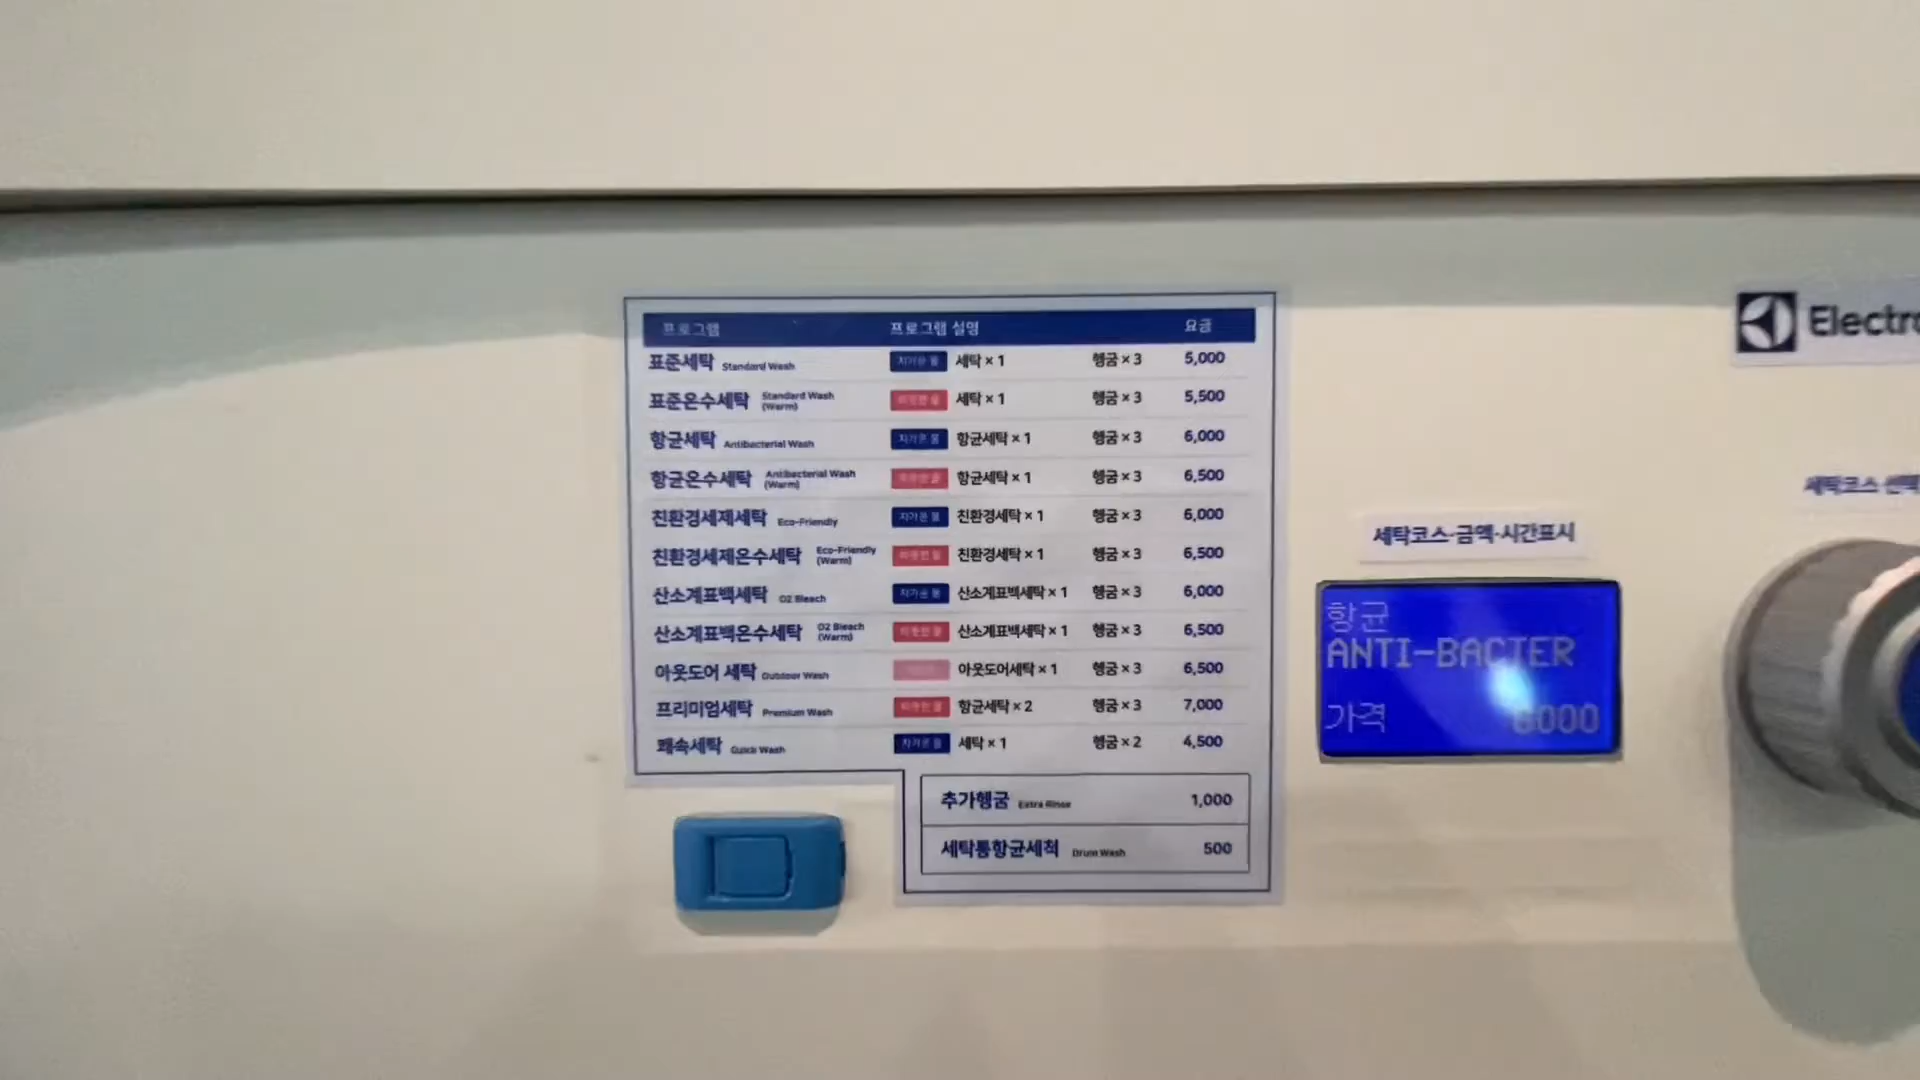 프로그램 프로그램 설명 요금
표준세탁 Standard Wash 차가운 물 세탁 × 1 헹굼 × 3 5,000
표준온수세탁 Standard Wash (Warm) 따뜻한 물 세탁 × 1 헹굼 × 3 5,500
항균세탁 Antibacterial Wash 차가운 물 항균세탁 × 1 헹굼 × 3 6,000
항균온수세탁 Antibacterial Wash (Warm) 따뜻한 물 항균세탁 × 1 헹굼 × 3 6,500
친환경세제세탁 Eco-Friendly 차가운 물 친환경세탁 × 1 헹굼 × 3 6,000
친환경세제온수세탁 Eco-Friendly (Warm) 따뜻한 물 친환경세탁 × 1 헹굼 × 3 6,500
산소계표백세탁 O2 Bleach 차가운 물 산소계표백세탁 × 1 헹굼 × 3 6,000
산소계표백온수세탁 O2 Bleach (Warm) 따뜻한 물 산소계표백세탁 × 1 헹굼 × 3 6,500
아웃도어 세탁 Outdoor Wash 아웃도어세탁 × 1 헹굼 × 3 6,500
프리미엄세탁 Premium Wash 따뜻한 물 항균세탁 × 2 헹굼 × 3 7,000
쾌속세탁 Quick Wash 차가운 물 세탁 × 1 헹굼 × 2 4,500
추가헹굼 Extra Rinse 1,000
세탁통항균세척 Drum Wash 500
세탁코스·금액·시간표시
항균
ANTI-BACTER
가격 6000
Electro
세탁코스 선택